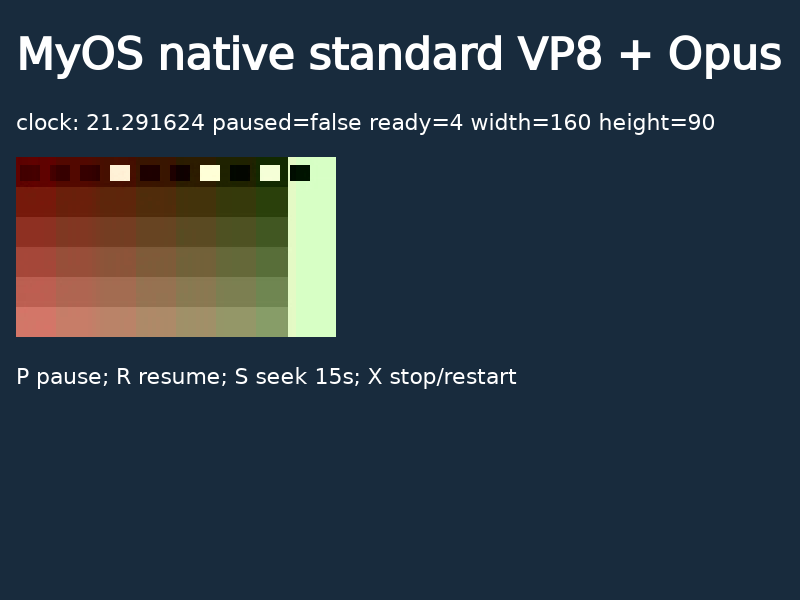 MyOS native standard VP8 + Opus
clock: 21.291624 paused=false ready=4 width=160 height=90
P pause; R resume; S seek 15s; X stop/restart